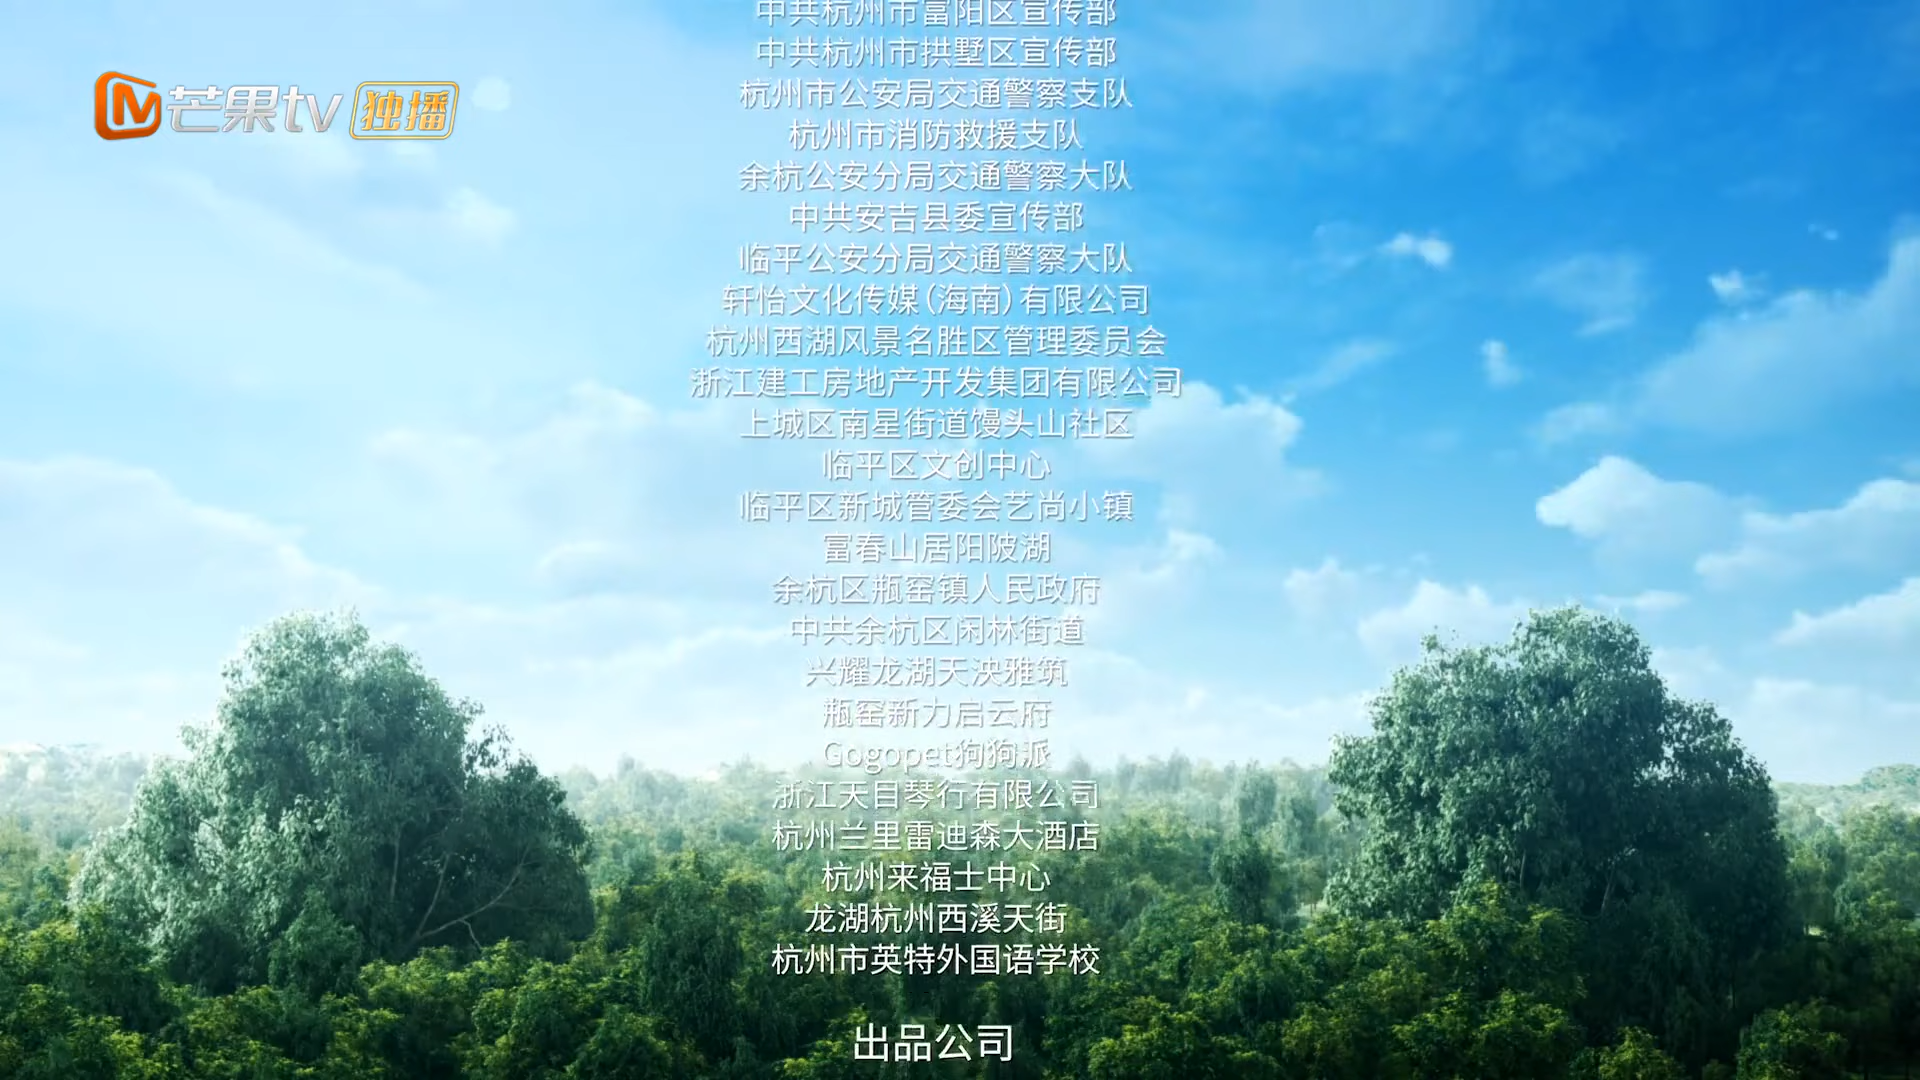 中共杭州市富阳区宣传部
中共杭州市拱墅区宣传部
芒果tv 独播
杭州市公安局交通警察支队
杭州市消防救援支队
余杭公安分局交通警察大队
中共安吉县委宣传部
临平公安分局交通警察大队
轩怡文化传媒(海南)有限公司
杭州西湖风景名胜区管理委员会
浙江建工房地产开发集团有限公司
上城区南星街道馒头山社区
临平区文创中心
临平区新城管委会艺尚小镇
富春山居阳陂湖
余杭区瓶窑镇人民政府
中共余杭区闲林街道
兴耀龙湖天泱雅筑
瓶窑新力启云府
Gogopet狗狗派
浙江天目琴行有限公司
杭州兰里雷迪森大酒店
杭州来福士中心
龙湖杭州西溪天街
杭州市英特外国语学校
出品公司